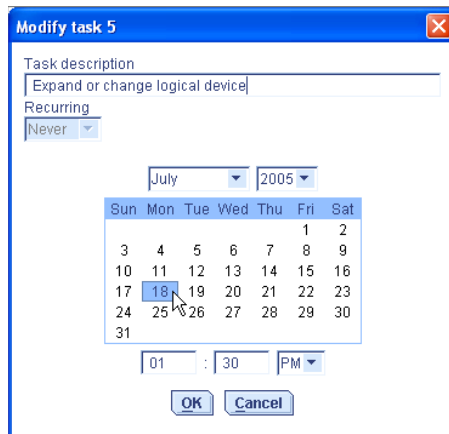 Modify task 5
Task description
Expand or change logical device
Recurring
Never
July 2005
Sun Mon Tue Wed Thu Fri Sat
1 2
3 4 5 6 7 8 9
10 11 12 13 14 15 16
17 18 19 20 21 22 23
24 25 26 27 28 29 30
31
01 : 30 PM
OK Cancel